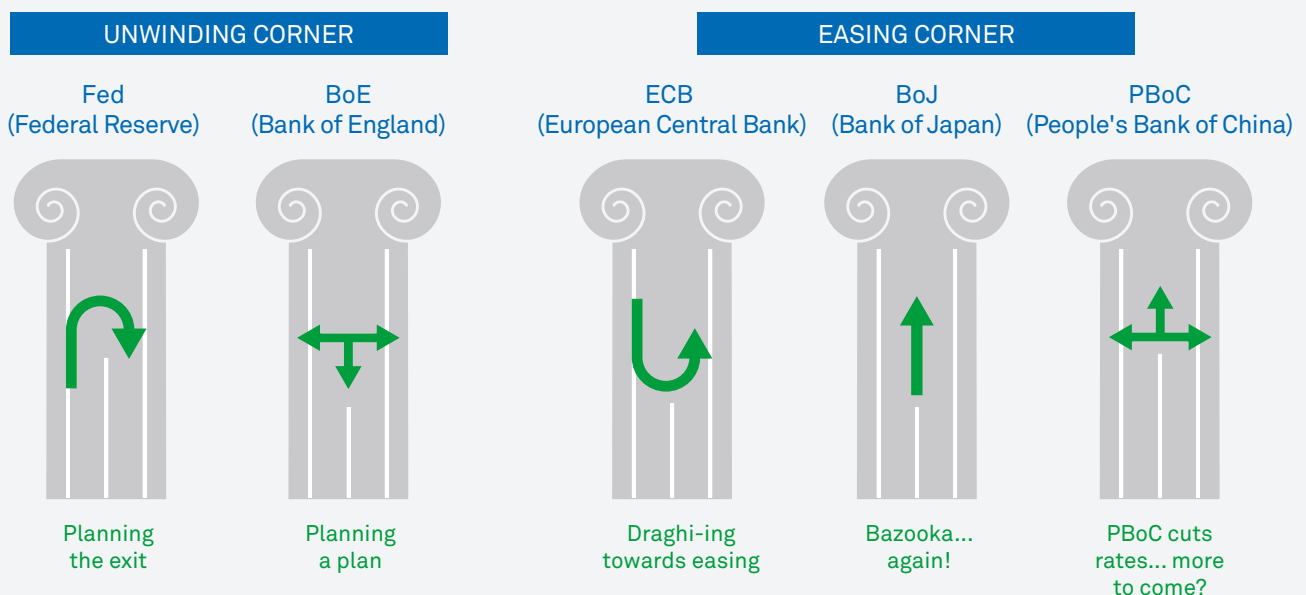 UNWINDING CORNER
EASING CORNER
Fed
(Federal Reserve)
BoE
(Bank of England)
ECB
(European Central Bank)
BoJ
(Bank of Japan)
PBoC
(People's Bank of China)
Planning
the exit
Planning
a plan
Draghi-ing
towards easing
Bazooka...
again!
PBoC cuts
rates... more
to come?